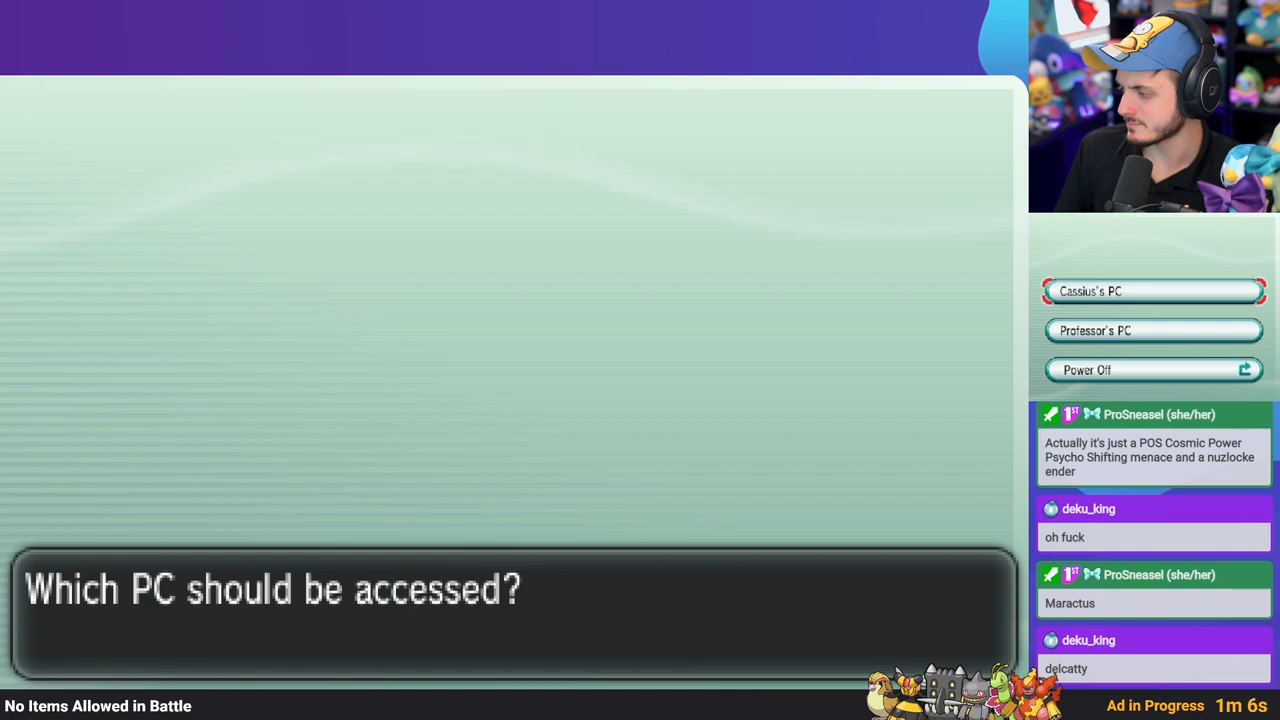 Cassius's PC
Professor's PC
Power Off
1ST ProSneasel (she/her)
Actually it's just a POS Cosmic Power
Psycho Shifting menace and a nuzlocke
ender
deku_king
oh fuck
1ST ProSneasel (she/her)
Maractus
deku_king
delcatty
Which PC should be accessed?
No Items Allowed in Battle
Ad in Progress 1m 6s